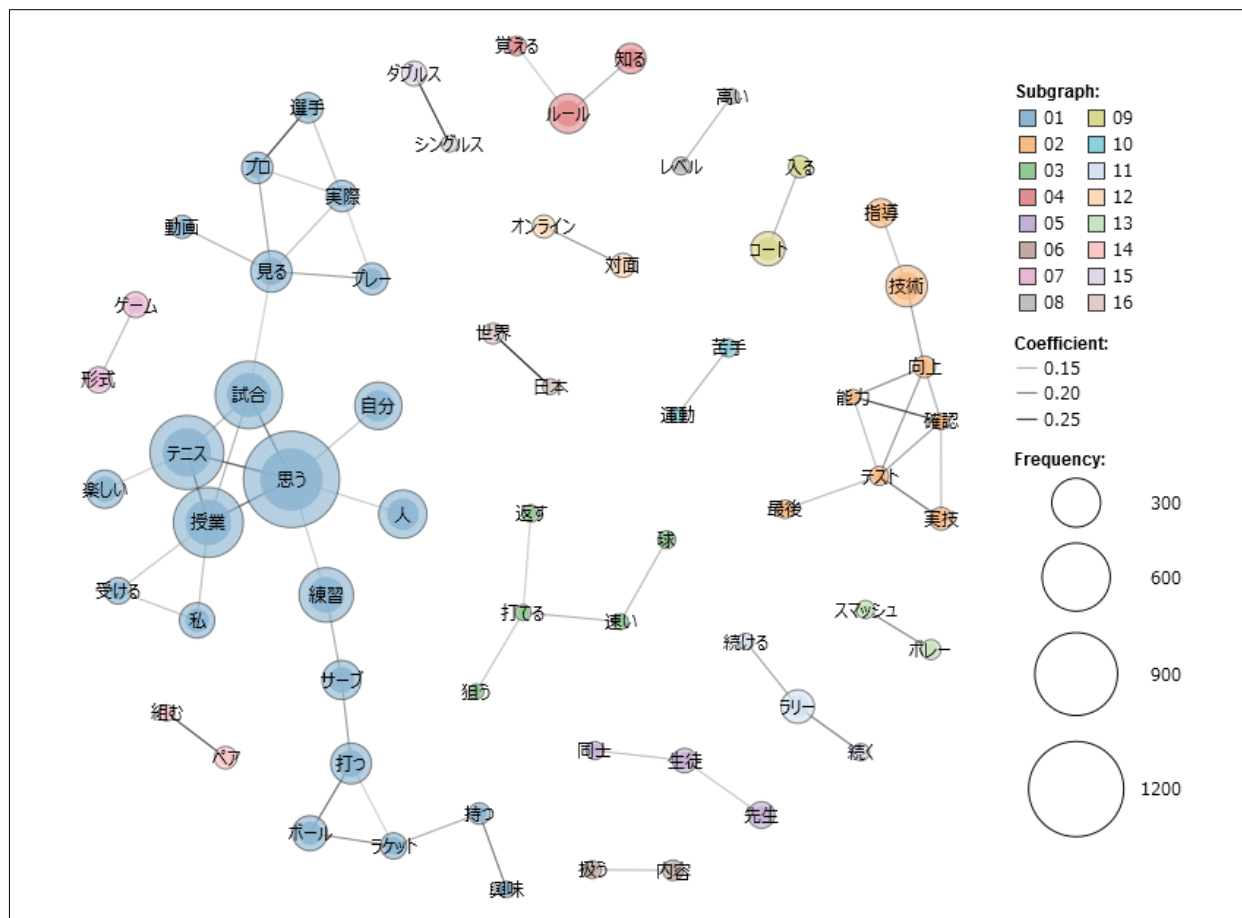 覚える
知る
ダブルス
ルール
高い
選手
シングルス
プロ
レベル
入る
実際
指導
動画
オンライン
コート
見る
プレー
対面
技術
ゲーム
世界
苦手
形式
日本
向上
試合
自分
運動
能力
確認
テニス
思う
テスト
楽しい
授業
人
返す
最後
実技
球
受ける
練習
私
打てる
速い
スマッシュ
続ける
ボレー
サーブ
狙う
組む
ラリー
ペア
打つ
同士
生徒
続く
ボール
ラケット
持つ
先生
興味
扱う
内容
Subgraph:
01 09
02 10
03 11
04 12
05 13
06 14
07 15
08 16
Coefficient:
0.15
0.20
0.25
Frequency:
300
600
900
1200